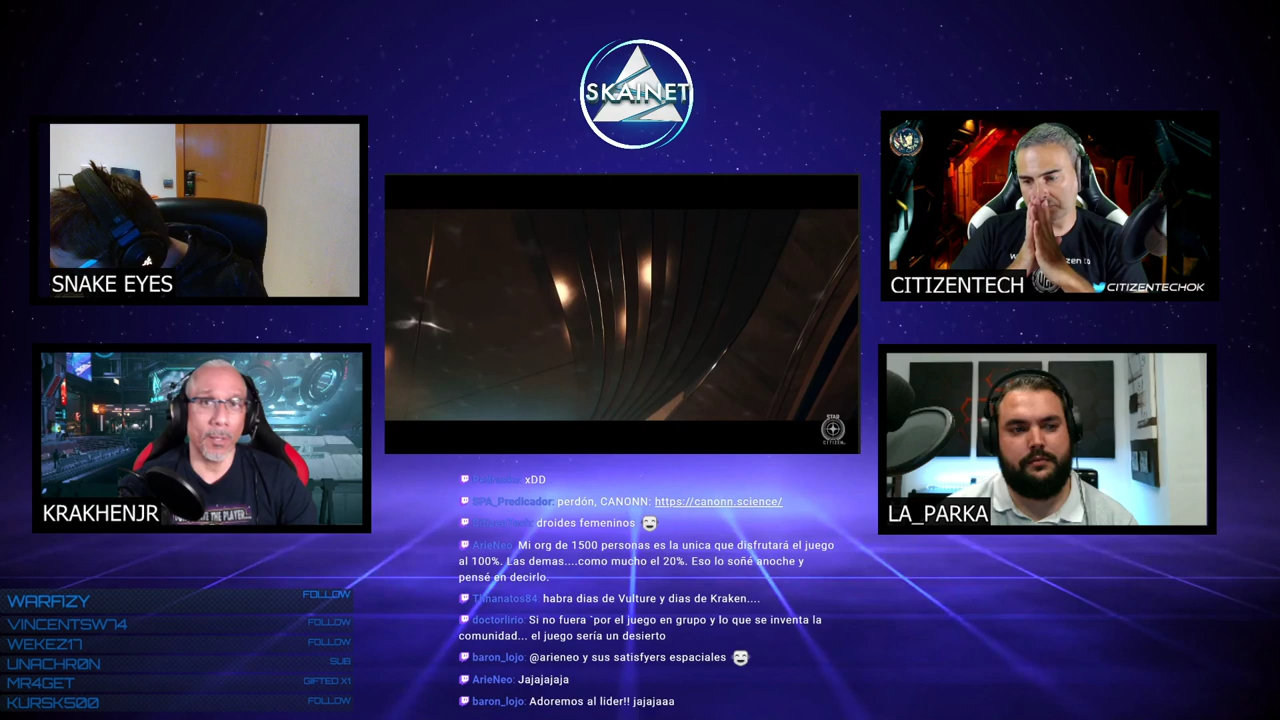 SKAINET
SNAKE EYES
CITIZENTECH
CITIZENTECHOK
KRAKHENJR
LA_PARKA
STAR
CITIZEN
xDD
SPA_Predicador: perdón, CANONN: https://canonn.science/
droides femeninos
ArieNeo: Mi org de 1500 personas es la unica que disfrutará el juego
al 100%. Las demas....como mucho el 20%. Eso lo soñé anoche y
pensé en decirlo.
Thanatos84: habra dias de Vulture y dias de Kraken....
doctorlirio: Si no fuera `por el juego en grupo y lo que se inventa la
comunidad... el juego sería un desierto
baron_lojo: @arieneo y sus satisfyers espaciales
ArieNeo: Jajajajaja
baron_lojo: Adoremos al lider!! jajajaaa
WARFIZY FOLLOW
VINCENTSW74 FOLLOW
WEKEZ17 FOLLOW
UNACHR0N SUB
MR4GET GIFTED X1
KURSK500 FOLLOW